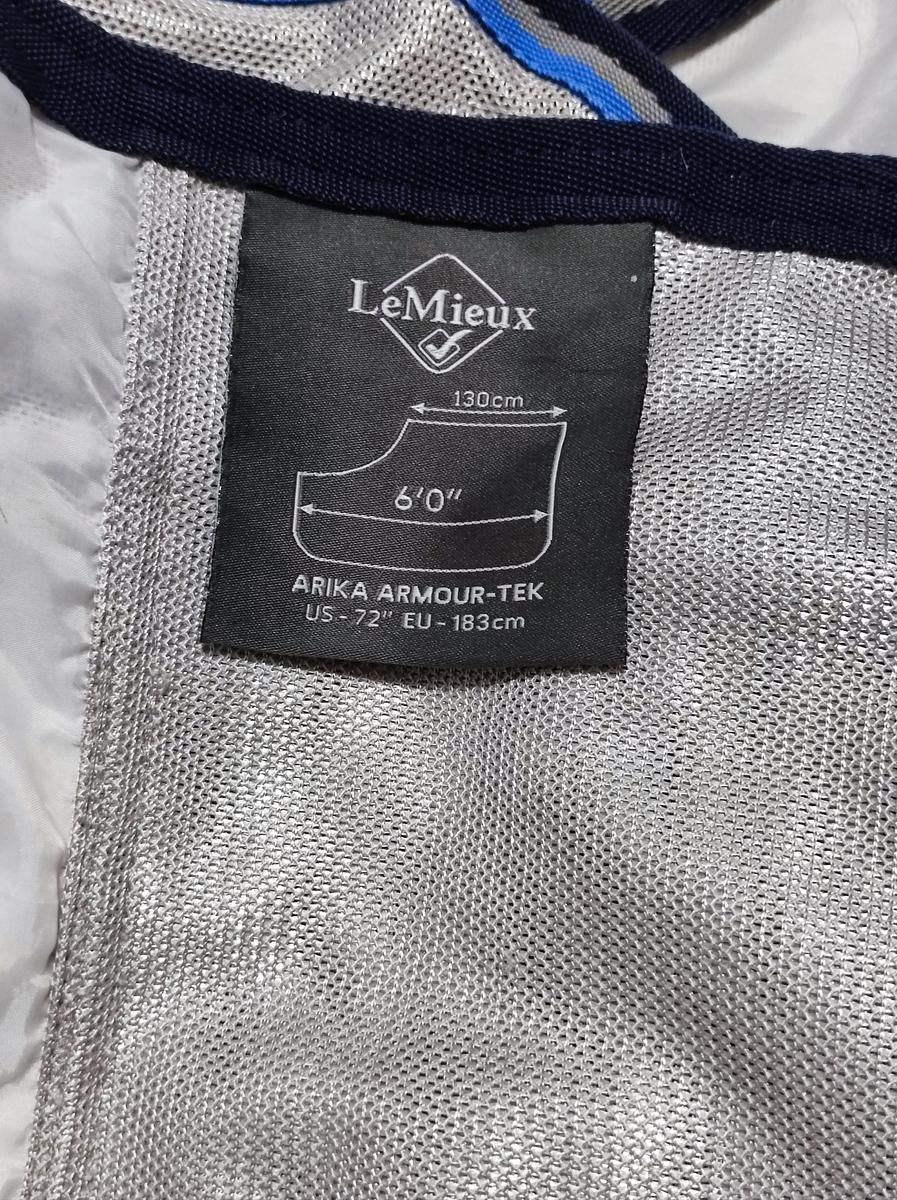 LeMieux
130cm
6'0"
ARIKA ARMOUR-TEK
US - 72" EU - 183cm